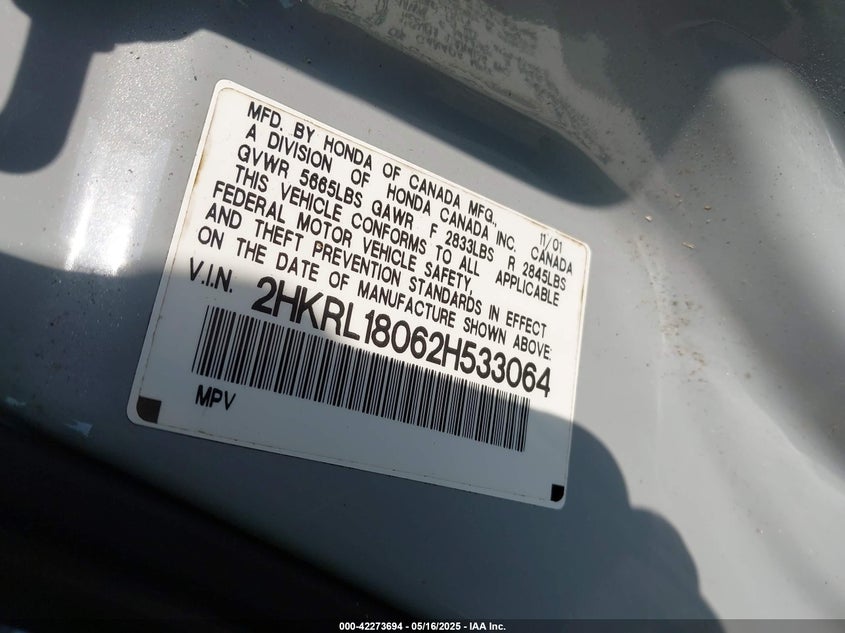 MFD. BY HONDA OF CANADA MFG., 11/01
A DIVISION OF HONDA CANADA INC. CANADA
GVWR 5665LBS GAWR F 2833LBS R 2845LBS
THIS VEHICLE CONFORMS TO ALL APPLICABLE
FEDERAL MOTOR VEHICLE SAFETY,
AND THEFT PREVENTION STANDARDS IN EFFECT
ON THE DATE OF MANUFACTURE SHOWN ABOVE.
V.I.N. 2HKRL18062H533064
MPV
000-42273694 - 05/16/2025 - IAA Inc.